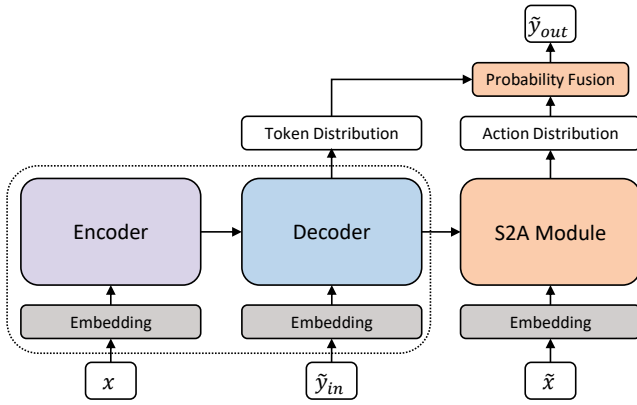 ỹ_out
Probability Fusion
Token Distribution
Action Distribution
Encoder
Decoder
S2A Module
Embedding
Embedding
Embedding
x
ỹ_in
x̃